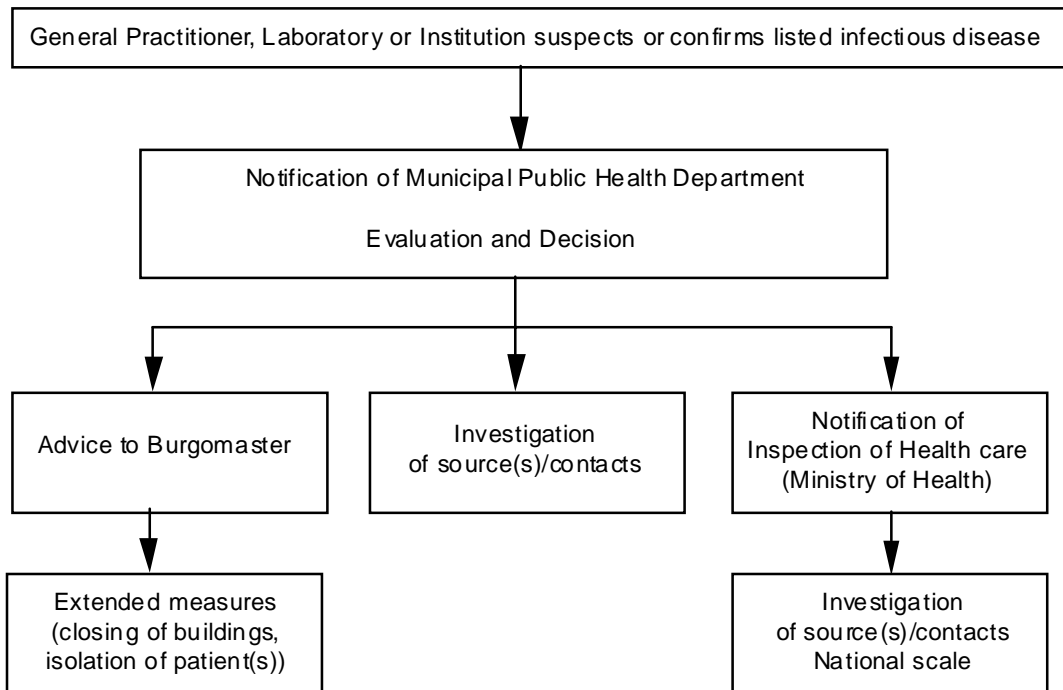 General Practitioner, Laboratory or Institution suspects or confirms listed infectious disease
Notification of Municipal Public Health Department
Evaluation and Decision
Advice to Burgomaster
Investigation
of source(s)/contacts
Notification of
Inspection of Health care
(Ministry of Health)
Extended measures
(closing of buildings,
isolation of patient(s))
Investigation
of source(s)/contacts
National scale